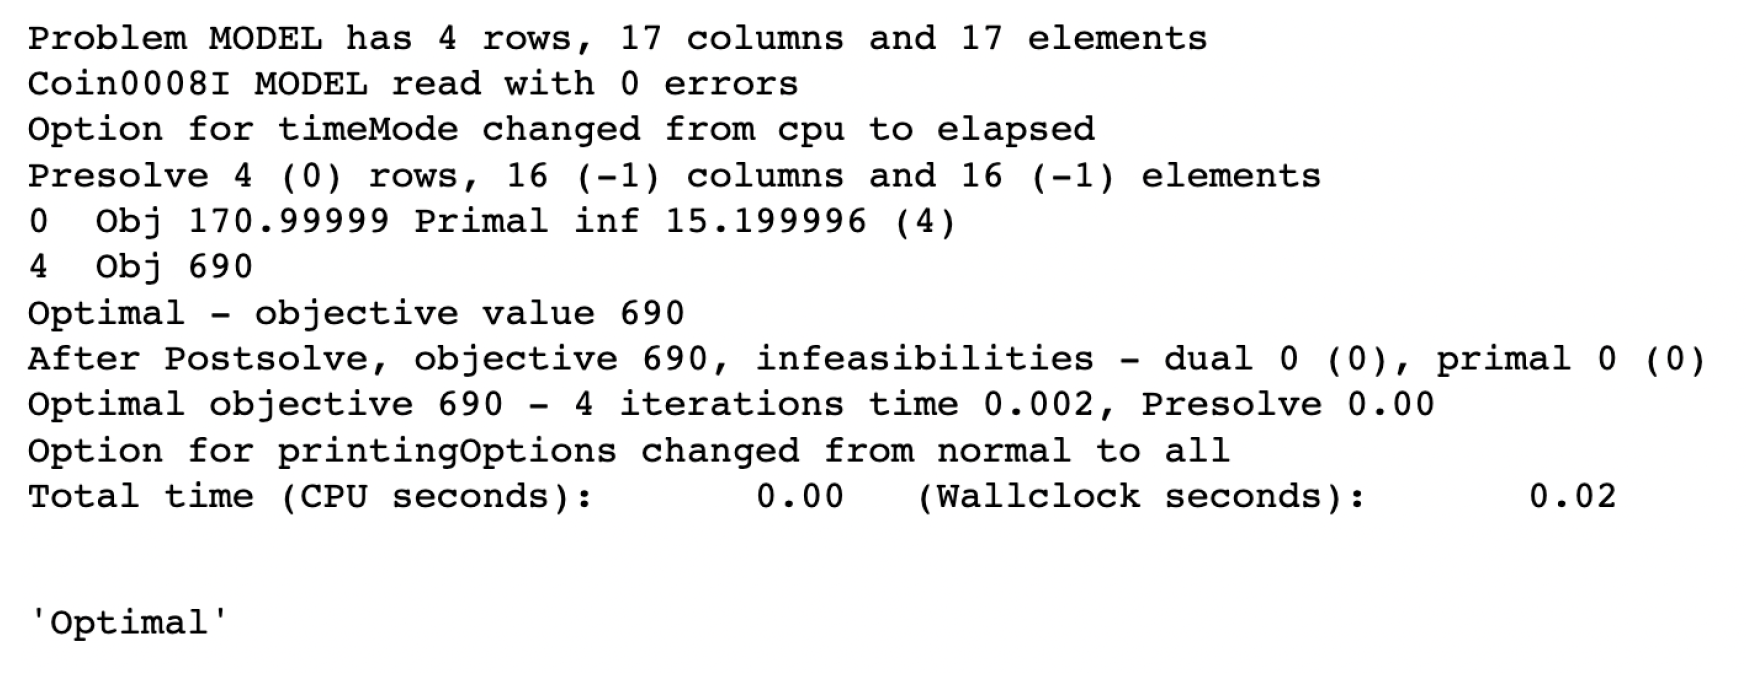 Problem MODEL has 4 rows, 17 columns and 17 elements
Coin0008I MODEL read with 0 errors
Option for timeMode changed from cpu to elapsed
Presolve 4 (0) rows, 16 (-1) columns and 16 (-1) elements
0  Obj 170.99999 Primal inf 15.199996 (4)
4  Obj 690
Optimal - objective value 690
After Postsolve, objective 690, infeasibilities - dual 0 (0), primal 0 (0)
Optimal objective 690 - 4 iterations time 0.002, Presolve 0.00
Option for printingOptions changed from normal to all
Total time (CPU seconds):       0.00   (Wallclock seconds):       0.02
'Optimal'